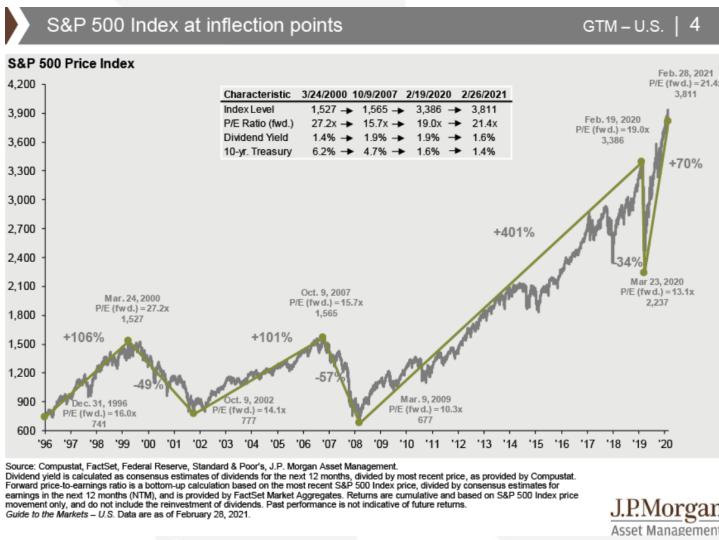 S&P 500 Index at inflection points
GTM – U.S. | 4
S&P 500 Price Index
Characteristic 3/24/2000 10/9/2007 2/19/2020 2/26/2021
Index Level 1,527 → 1,565 → 3,386 → 3,811
P/E Ratio (fwd.) 27.2x → 15.7x → 19.0x → 21.4x
Dividend Yield 1.4% → 1.9% → 1.9% → 1.6%
10-yr. Treasury 6.2% → 4.7% → 1.6% → 1.4%
Feb. 28, 2021
P/E (fwd.) = 21.4
3,811
Feb. 19, 2020
P/E (fwd.) = 19.0x
3,386
+70%
+401%
-34%
Mar 23, 2020
P/E (fwd.) = 13.1x
2,237
Mar. 24, 2000
P/E (fwd.) = 27.2x
1,527
Oct. 9, 2007
P/E (fwd.) = 15.7x
1,565
+106%
-49%
+101%
-57%
Dec. 31, 1996
P/E (fwd.) = 16.0x
741
Oct. 9, 2002
P/E (fwd.) = 14.1x
777
Mar. 9, 2009
P/E (fwd.) = 10.3x
677
4,200
3,900
3,600
3,300
3,000
2,700
2,400
2,100
1,800
1,500
1,200
900
600
'96 '97 '98 '99 '00 '02 '03 '04 '05 '06 '07 '08 '09 '10 '11 '12 '13 '14 '15 '16 '17 '18 '19 '20
Source: Compustat, FactSet, Federal Reserve, Standard & Poor's, J.P. Morgan Asset Management.
Dividend yield is calculated as consensus estimates of dividends for the next 12 months, divided by most recent price, as provided by Compustat.
Forward price-to-earnings ratio is a bottom-up calculation based on the most recent S&P 500 Index price, divided by consensus estimates for
earnings in the next 12 months (NTM), and is provided by FactSet Market Aggregates. Returns are cumulative and based on S&P 500 Index price
movement only, and do not include the reinvestment of dividends. Past performance is not indicative of future returns.
Guide to the Markets – U.S. Data are as of February 28, 2021.
J.P.Morgan
Asset Management